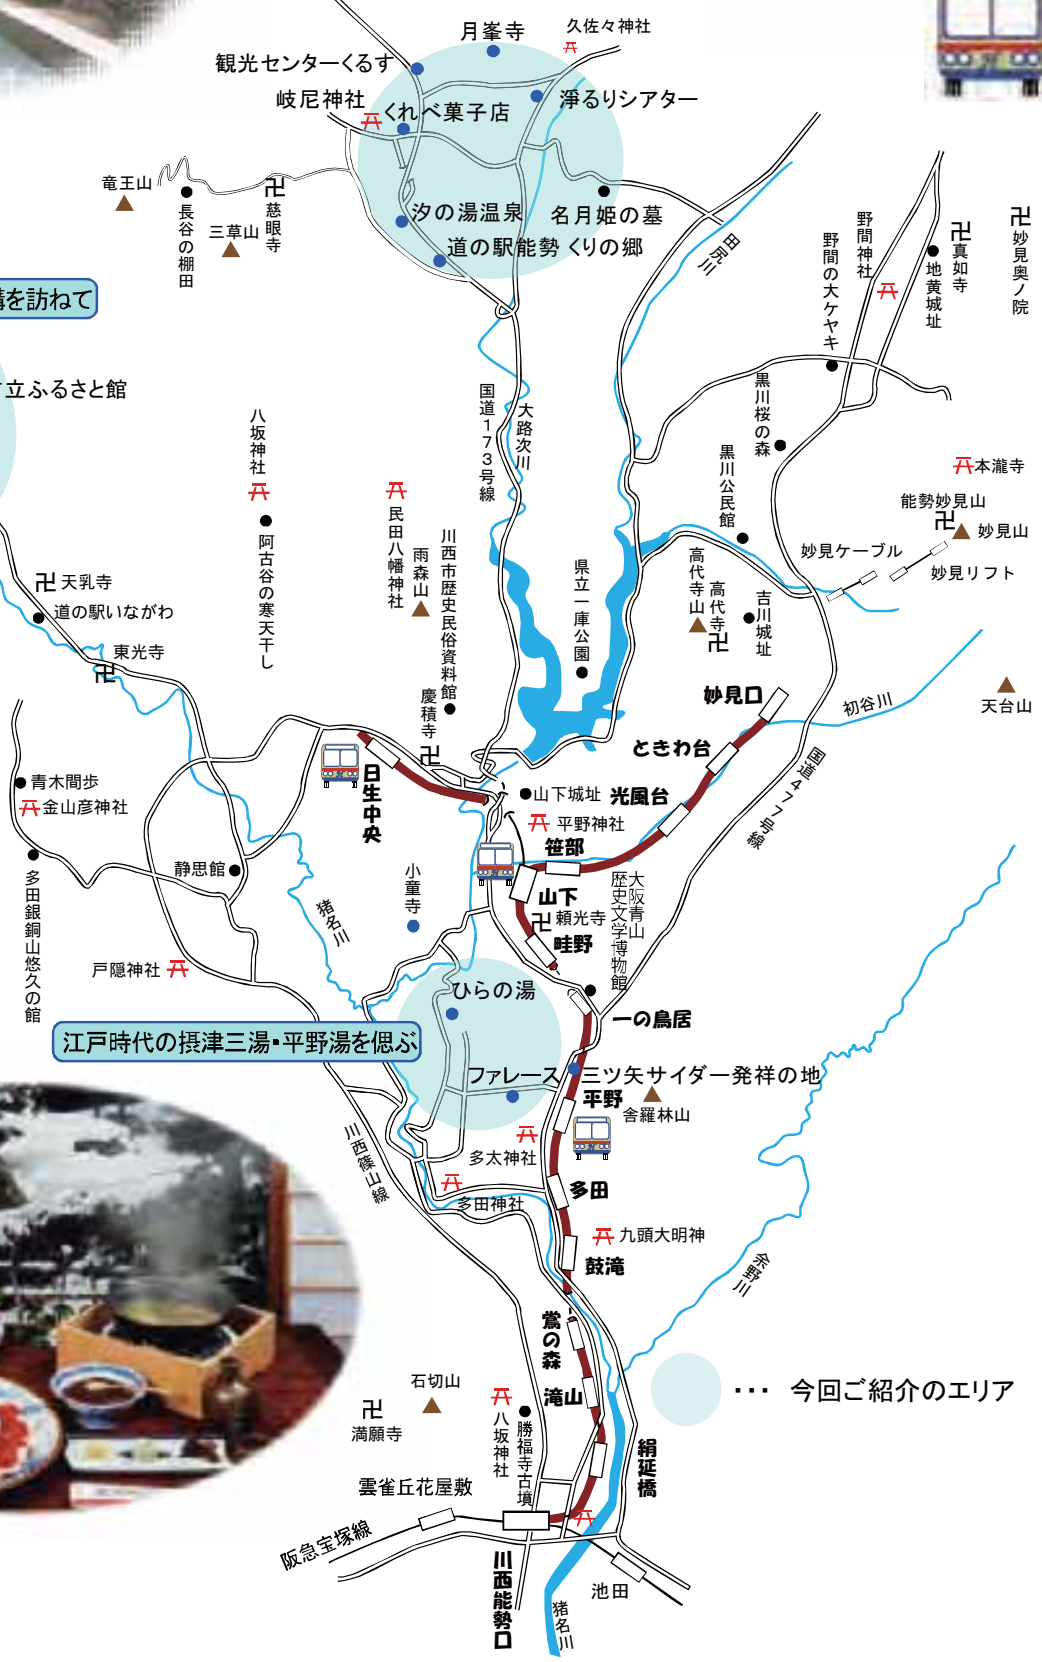 月峯寺
久佐々神社
観光センターくるす
岐尼神社
くれべ菓子店
浄るりシアター
竜王山
長谷の棚田
三草山
慈眼寺
汐の湯温泉
名月姫の墓
道の駅能勢 くりの郷
田尻川
野間神社
野間の大ケヤキ
真如寺
地黄城址
妙見奥ノ院
構を訪ねて
立ふるさと館
八坂神社
国道173号線
大路次川
黒川桜の森
黒川公民館
本瀧寺
能勢妙見山
妙見山
妙見ケーブル
妙見リフト
阿古谷の寒天干し
民田八幡神社
雨森山
川西市歴史民俗資料館
県立一庫公園
高代寺山
高代寺
吉川城址
天乳寺
道の駅いながわ
東光寺
慶積寺
妙見口
初谷川
天台山
ときわ台
国道477号線
日生中央
青木間歩
金山彦神社
山下城址
光風台
平野神社
笹部
静思館
小童寺
山下
大阪青山
歴史文学博物館
頼光寺
畦野
多田銀銅山悠久の館
猪名川
戸隠神社
ひらの湯
一の鳥居
江戸時代の摂津三湯・平野湯を偲ぶ
ファレース
三ツ矢サイダー発祥の地
平野
舎羅林山
川西篠山線
多太神社
多田
多田神社
九頭大明神
鼓滝
余野川
鴬の森
石切山
滝山
満願寺
八坂神社
勝福寺古墳
絹延橋
… 今回ご紹介のエリア
雲雀丘花屋敷
阪急宝塚線
川西能勢口
池田
猪名川